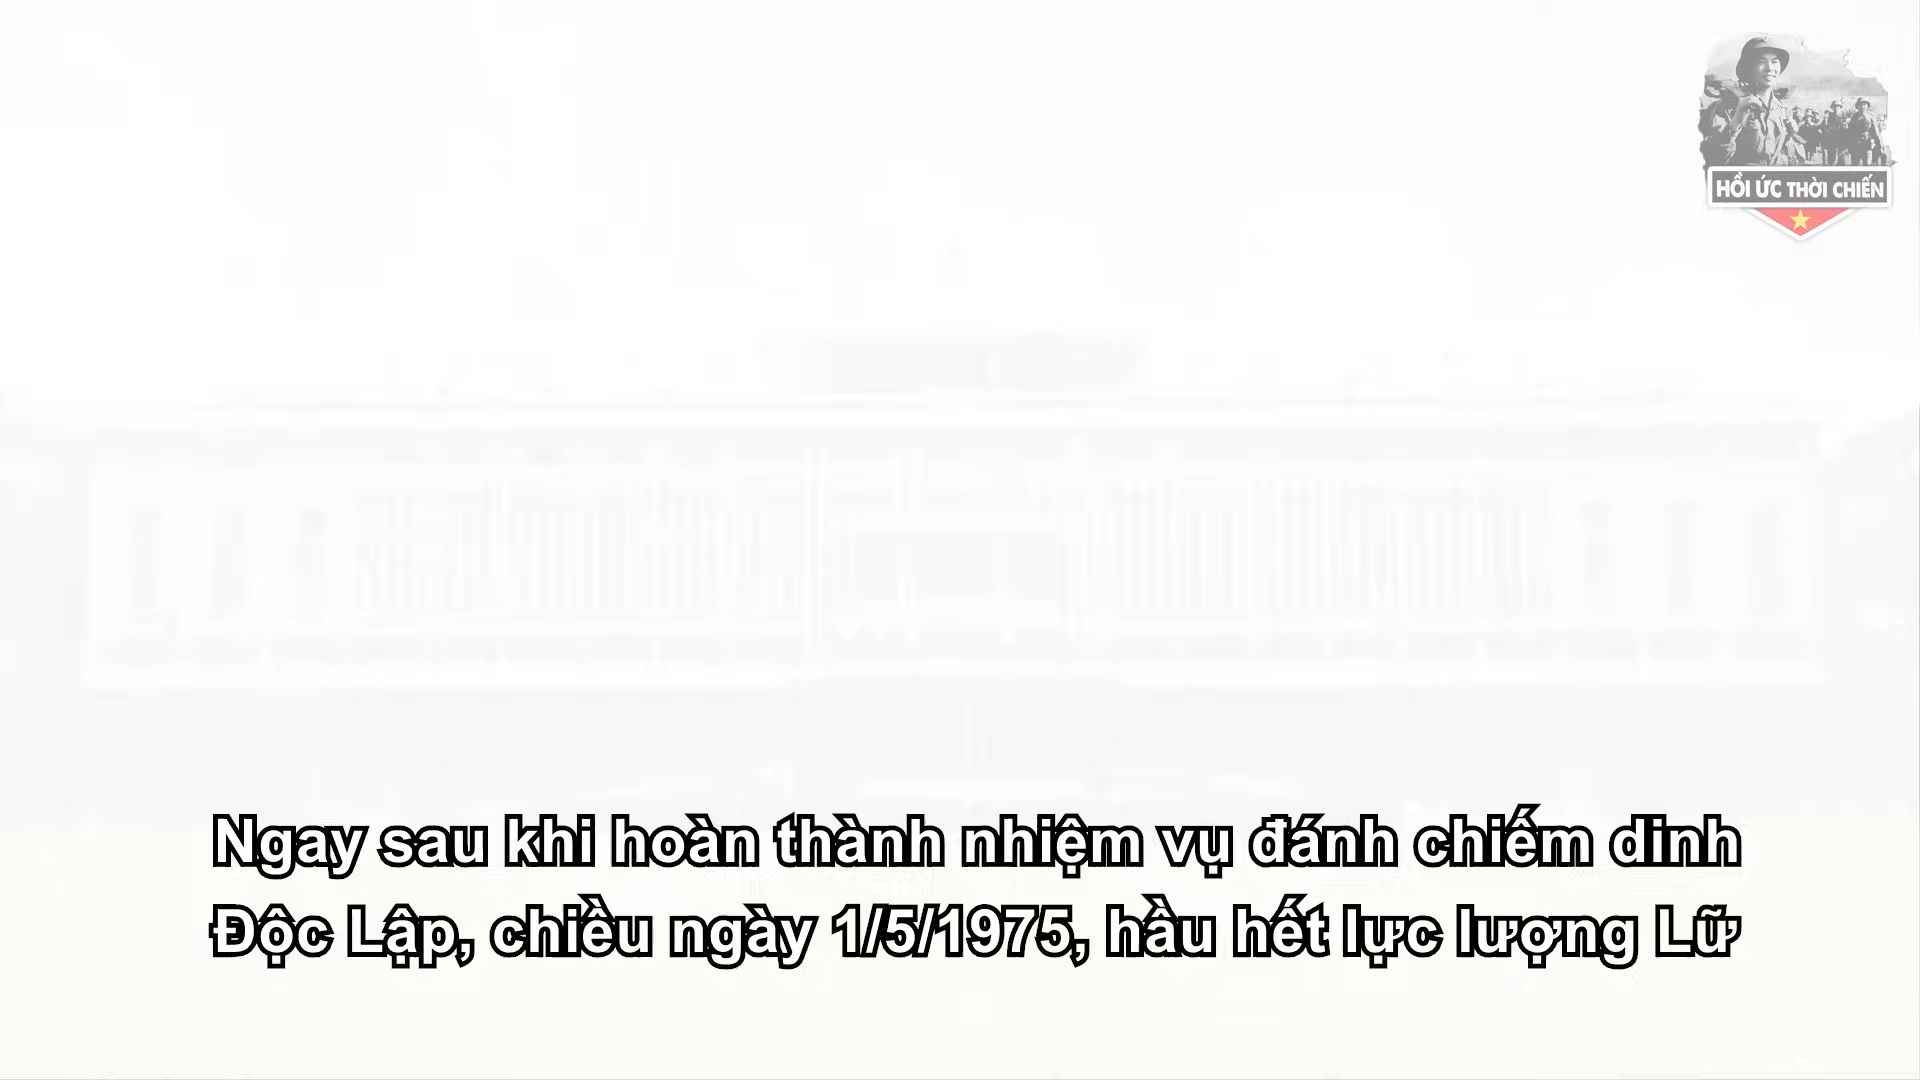 HỒI ỨC THỜI CHIẾN
Ngay sau khi hoàn thành nhiệm vụ đánh chiếm dinh
Độc Lập, chiều ngày 1/5/1975, hầu hết lực lượng Lữ